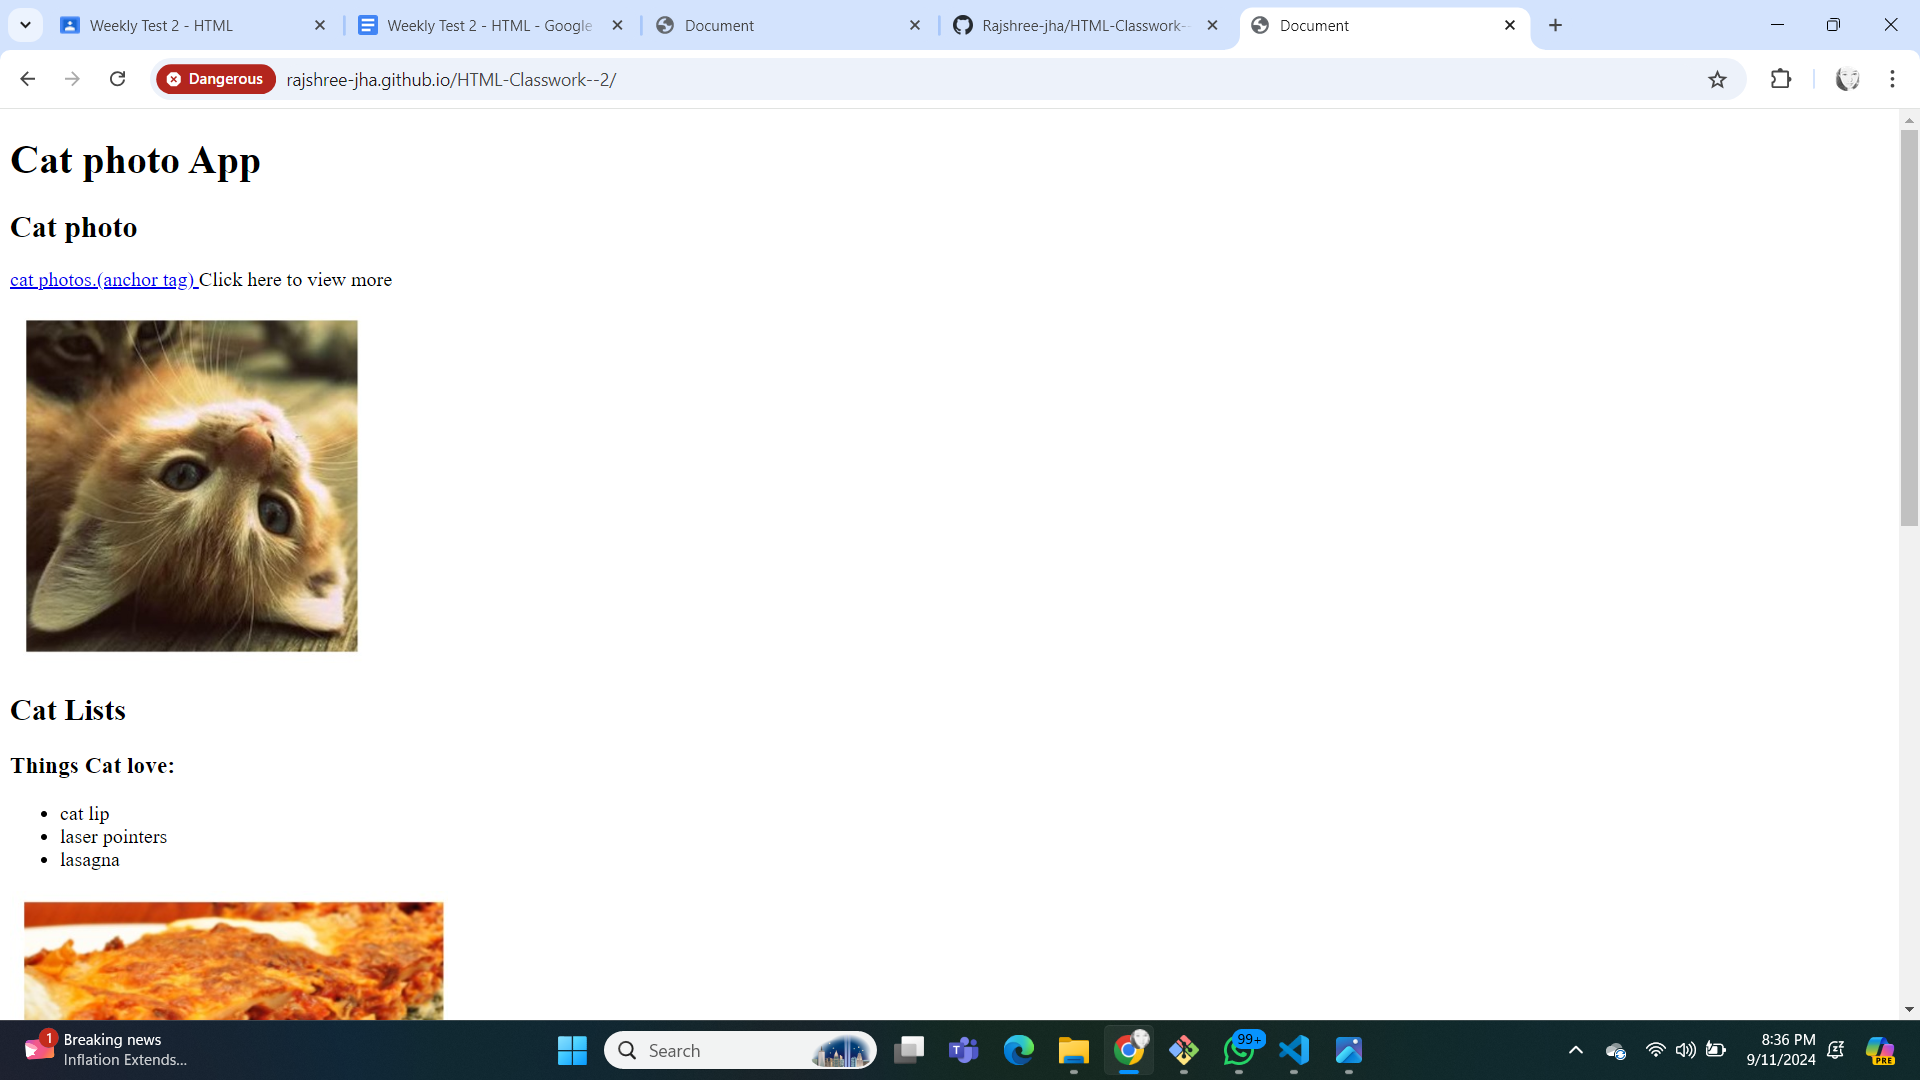 Weekly Test 2 - HTML
Weekly Test 2 - HTML - Google
Document
Rajshree-jha/HTML-Classwork-
Document
Dangerous
rajshree-jha.github.io/HTML-Classwork--2/
Cat photo App
Cat photo
cat photos.(anchor tag) Click here to view more
Cat Lists
Things Cat love:
cat lip
laser pointers
lasagna
1
Breaking news
Inflation Extends...
Search
99+
8:36 PM
9/11/2024
PRE